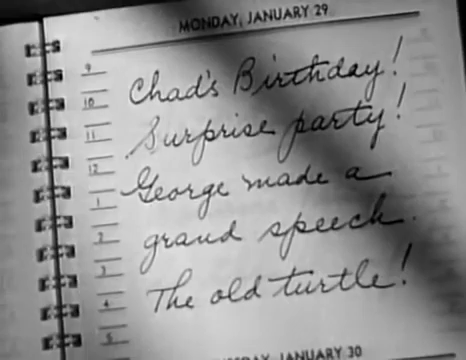 MONDAY, JANUARY 29
9
Chad's Birthday!
10
Surprise party!
11
12
George made a
1
grand speech.
2
3
The old turtle!
4
5
JANUARY 30